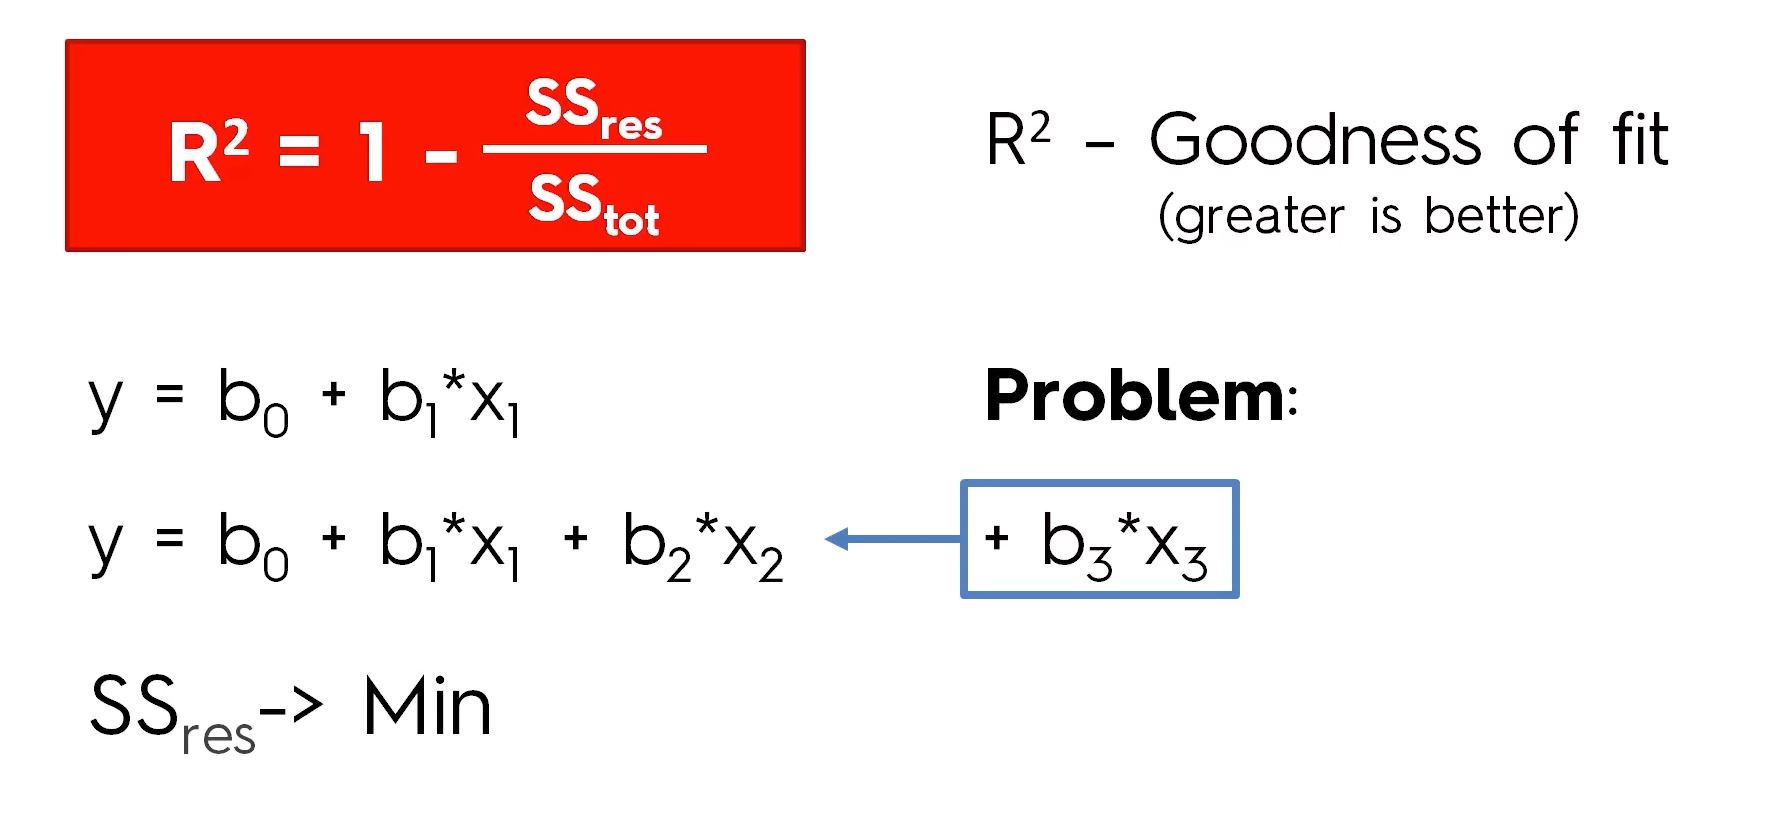 R² = 1 - SSres / SStot
R² – Goodness of fit
(greater is better)
y = b₀ + b₁*x₁
Problem:
y = b₀ + b₁*x₁ + b₂*x₂
+ b₃*x₃
SSres-> Min